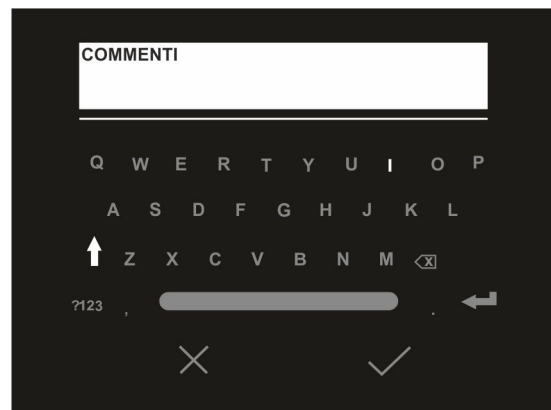 COMMENTI
Q W E R T Y U I O P
A S D F G H J K L
Z X C V B N M X
?123 , .